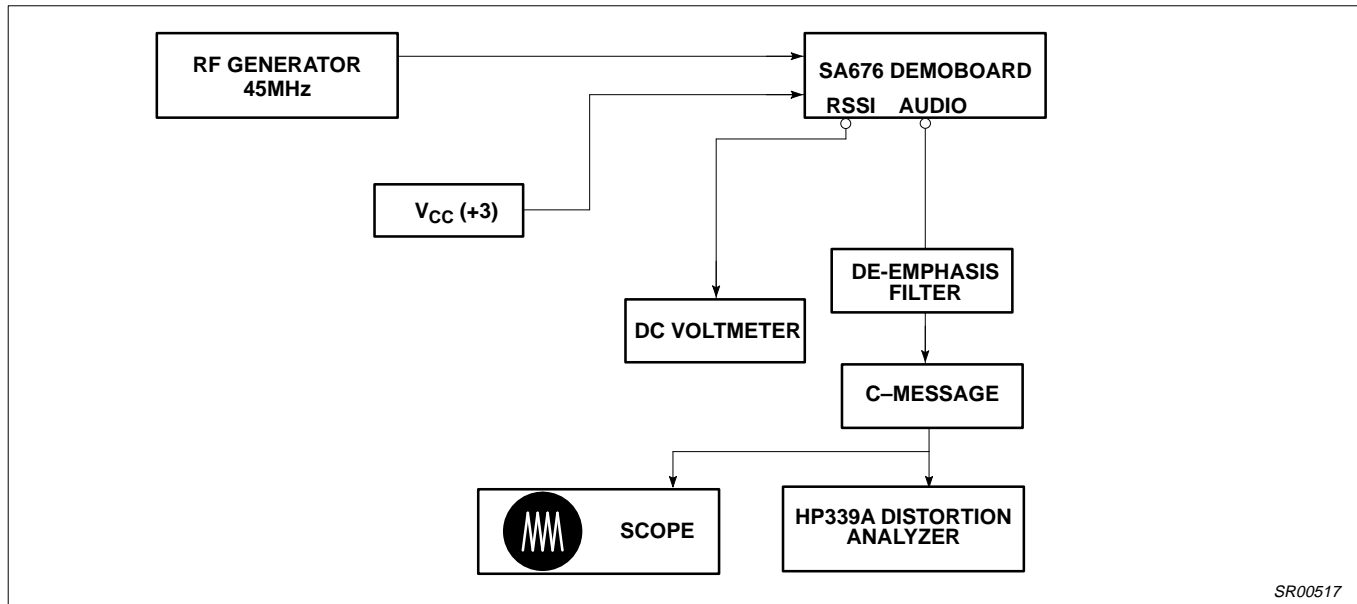 RF GENERATOR
45MHz
SA676 DEMOBOARD
RSSI AUDIO
VCC (+3)
DE-EMPHASIS
FILTER
DC VOLTMETER
C–MESSAGE
SCOPE
HP339A DISTORTION
ANALYZER
SR00517